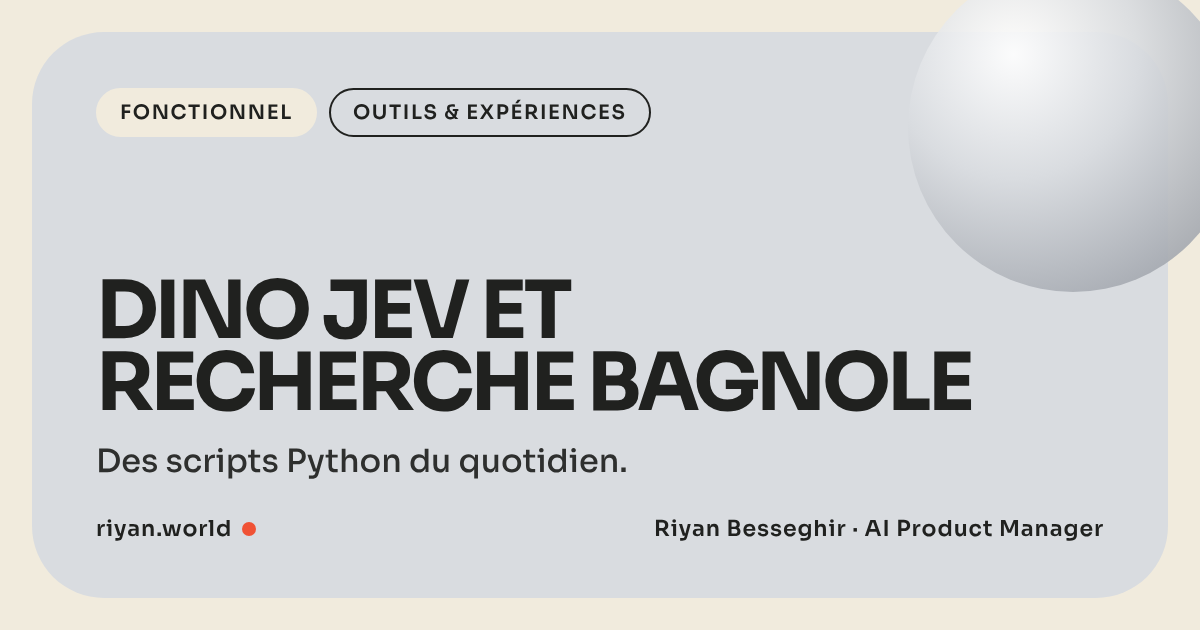 FONCTIONNEL
OUTILS & EXPÉRIENCES
DINO JEV ET
RECHERCHE BAGNOLE
Des scripts Python du quotidien.
riyan.world
Riyan Besseghir · AI Product Manager